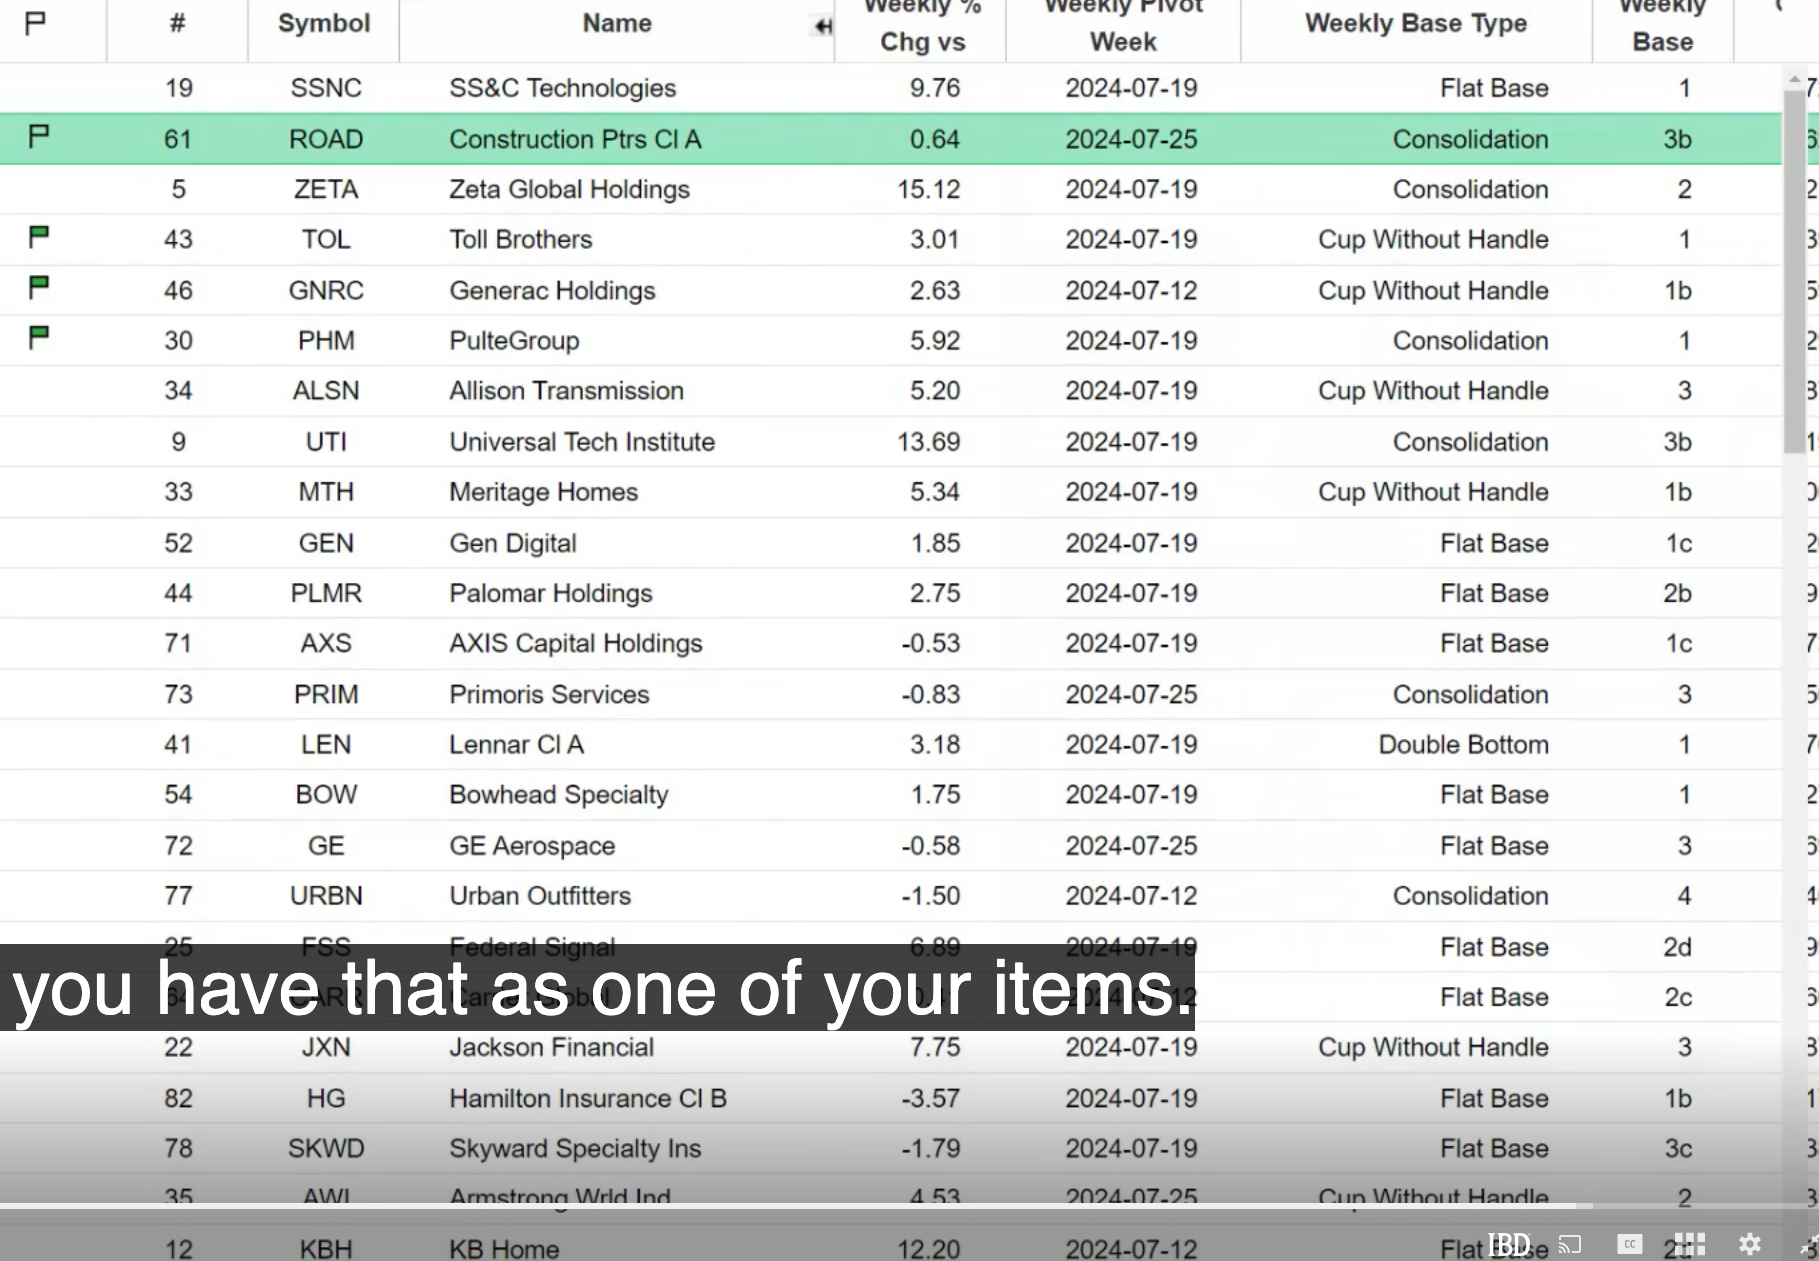 # Symbol Name Weekly % Chg vs Weekly Pivot Week Weekly Base Type Weekly Base
19 SSNC SS&C Technologies 9.76 2024-07-19 Flat Base 1
61 ROAD Construction Ptrs Cl A 0.64 2024-07-25 Consolidation 3b
5 ZETA Zeta Global Holdings 15.12 2024-07-19 Consolidation 2
43 TOL Toll Brothers 3.01 2024-07-19 Cup Without Handle 1
46 GNRC Generac Holdings 2.63 2024-07-12 Cup Without Handle 1b
30 PHM PulteGroup 5.92 2024-07-19 Consolidation 1
34 ALSN Allison Transmission 5.20 2024-07-19 Cup Without Handle 3
9 UTI Universal Tech Institute 13.69 2024-07-19 Consolidation 3b
33 MTH Meritage Homes 5.34 2024-07-19 Cup Without Handle 1b
52 GEN Gen Digital 1.85 2024-07-19 Flat Base 1c
44 PLMR Palomar Holdings 2.75 2024-07-19 Flat Base 2b
71 AXS AXIS Capital Holdings -0.53 2024-07-19 Flat Base 1c
73 PRIM Primoris Services -0.83 2024-07-25 Consolidation 3
41 LEN Lennar Cl A 3.18 2024-07-19 Double Bottom 1
54 BOW Bowhead Specialty 1.75 2024-07-19 Flat Base 1
72 GE GE Aerospace -0.58 2024-07-25 Flat Base 3
77 URBN Urban Outfitters -1.50 2024-07-12 Consolidation 4
25 FSS Federal Signal 6.89 2024-07-19 Flat Base 2d
64 CARR Carrier Global 2024-07-12 Flat Base 2c
you have that as one of your items.
22 JXN Jackson Financial 7.75 2024-07-19 Cup Without Handle 3
82 HG Hamilton Insurance Cl B -3.57 2024-07-19 Flat Base 1b
78 SKWD Skyward Specialty Ins -1.79 2024-07-19 Flat Base 3c
35 AWI Armstrong Wrld Ind 4.53 2024-07-25 Cup Without Handle 2
12 KBH KB Home 12.20 2024-07-12 Flat Base 2d
IBD CC